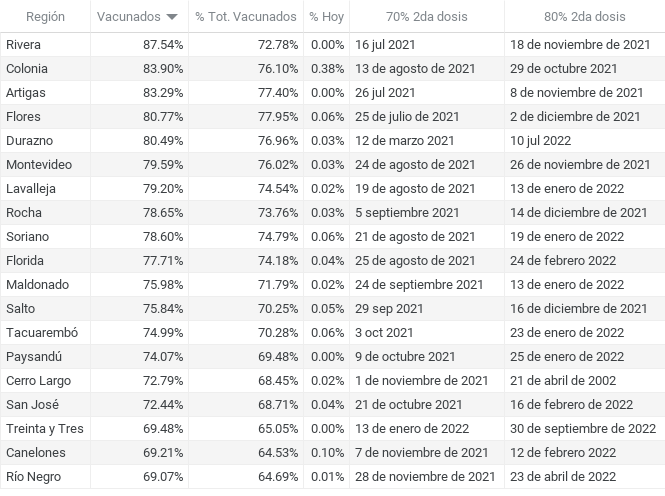 Región Vacunados % Tot. Vacunados % Hoy 70% 2da dosis 80% 2da dosis
Rivera 87.54% 72.78% 0.00% 16 jul 2021 18 de noviembre de 2021
Colonia 83.90% 76.10% 0.38% 13 de agosto de 2021 29 de octubre 2021
Artigas 83.29% 77.40% 0.00% 26 jul 2021 8 de noviembre de 2021
Flores 80.77% 77.95% 0.06% 25 de julio de 2021 2 de diciembre de 2021
Durazno 80.49% 76.96% 0.03% 12 de marzo 2021 10 jul 2022
Montevideo 79.59% 76.02% 0.03% 24 de agosto de 2021 26 de noviembre de 2021
Lavalleja 79.20% 74.54% 0.02% 19 de agosto de 2021 13 de enero de 2022
Rocha 78.65% 73.76% 0.03% 5 septiembre 2021 14 de diciembre de 2021
Soriano 78.60% 74.79% 0.06% 21 de agosto de 2021 19 de enero de 2022
Florida 77.71% 74.18% 0.04% 25 de agosto de 2021 24 de febrero 2022
Maldonado 75.98% 71.79% 0.02% 24 de septiembre 2021 13 de enero de 2022
Salto 75.84% 70.25% 0.05% 29 sep 2021 16 de diciembre de 2021
Tacuarembó 74.99% 70.28% 0.06% 3 oct 2021 23 de enero de 2022
Paysandú 74.07% 69.48% 0.00% 9 de octubre 2021 25 de enero de 2022
Cerro Largo 72.79% 68.45% 0.02% 1 de noviembre de 2021 21 de abril de 2002
San José 72.44% 68.71% 0.04% 21 de octubre 2021 16 de febrero de 2022
Treinta y Tres 69.48% 65.05% 0.00% 13 de enero de 2022 30 de septiembre de 2022
Canelones 69.21% 64.53% 0.10% 7 de noviembre de 2021 12 de febrero 2022
Río Negro 69.07% 64.69% 0.01% 28 de noviembre de 2021 23 de abril de 2022